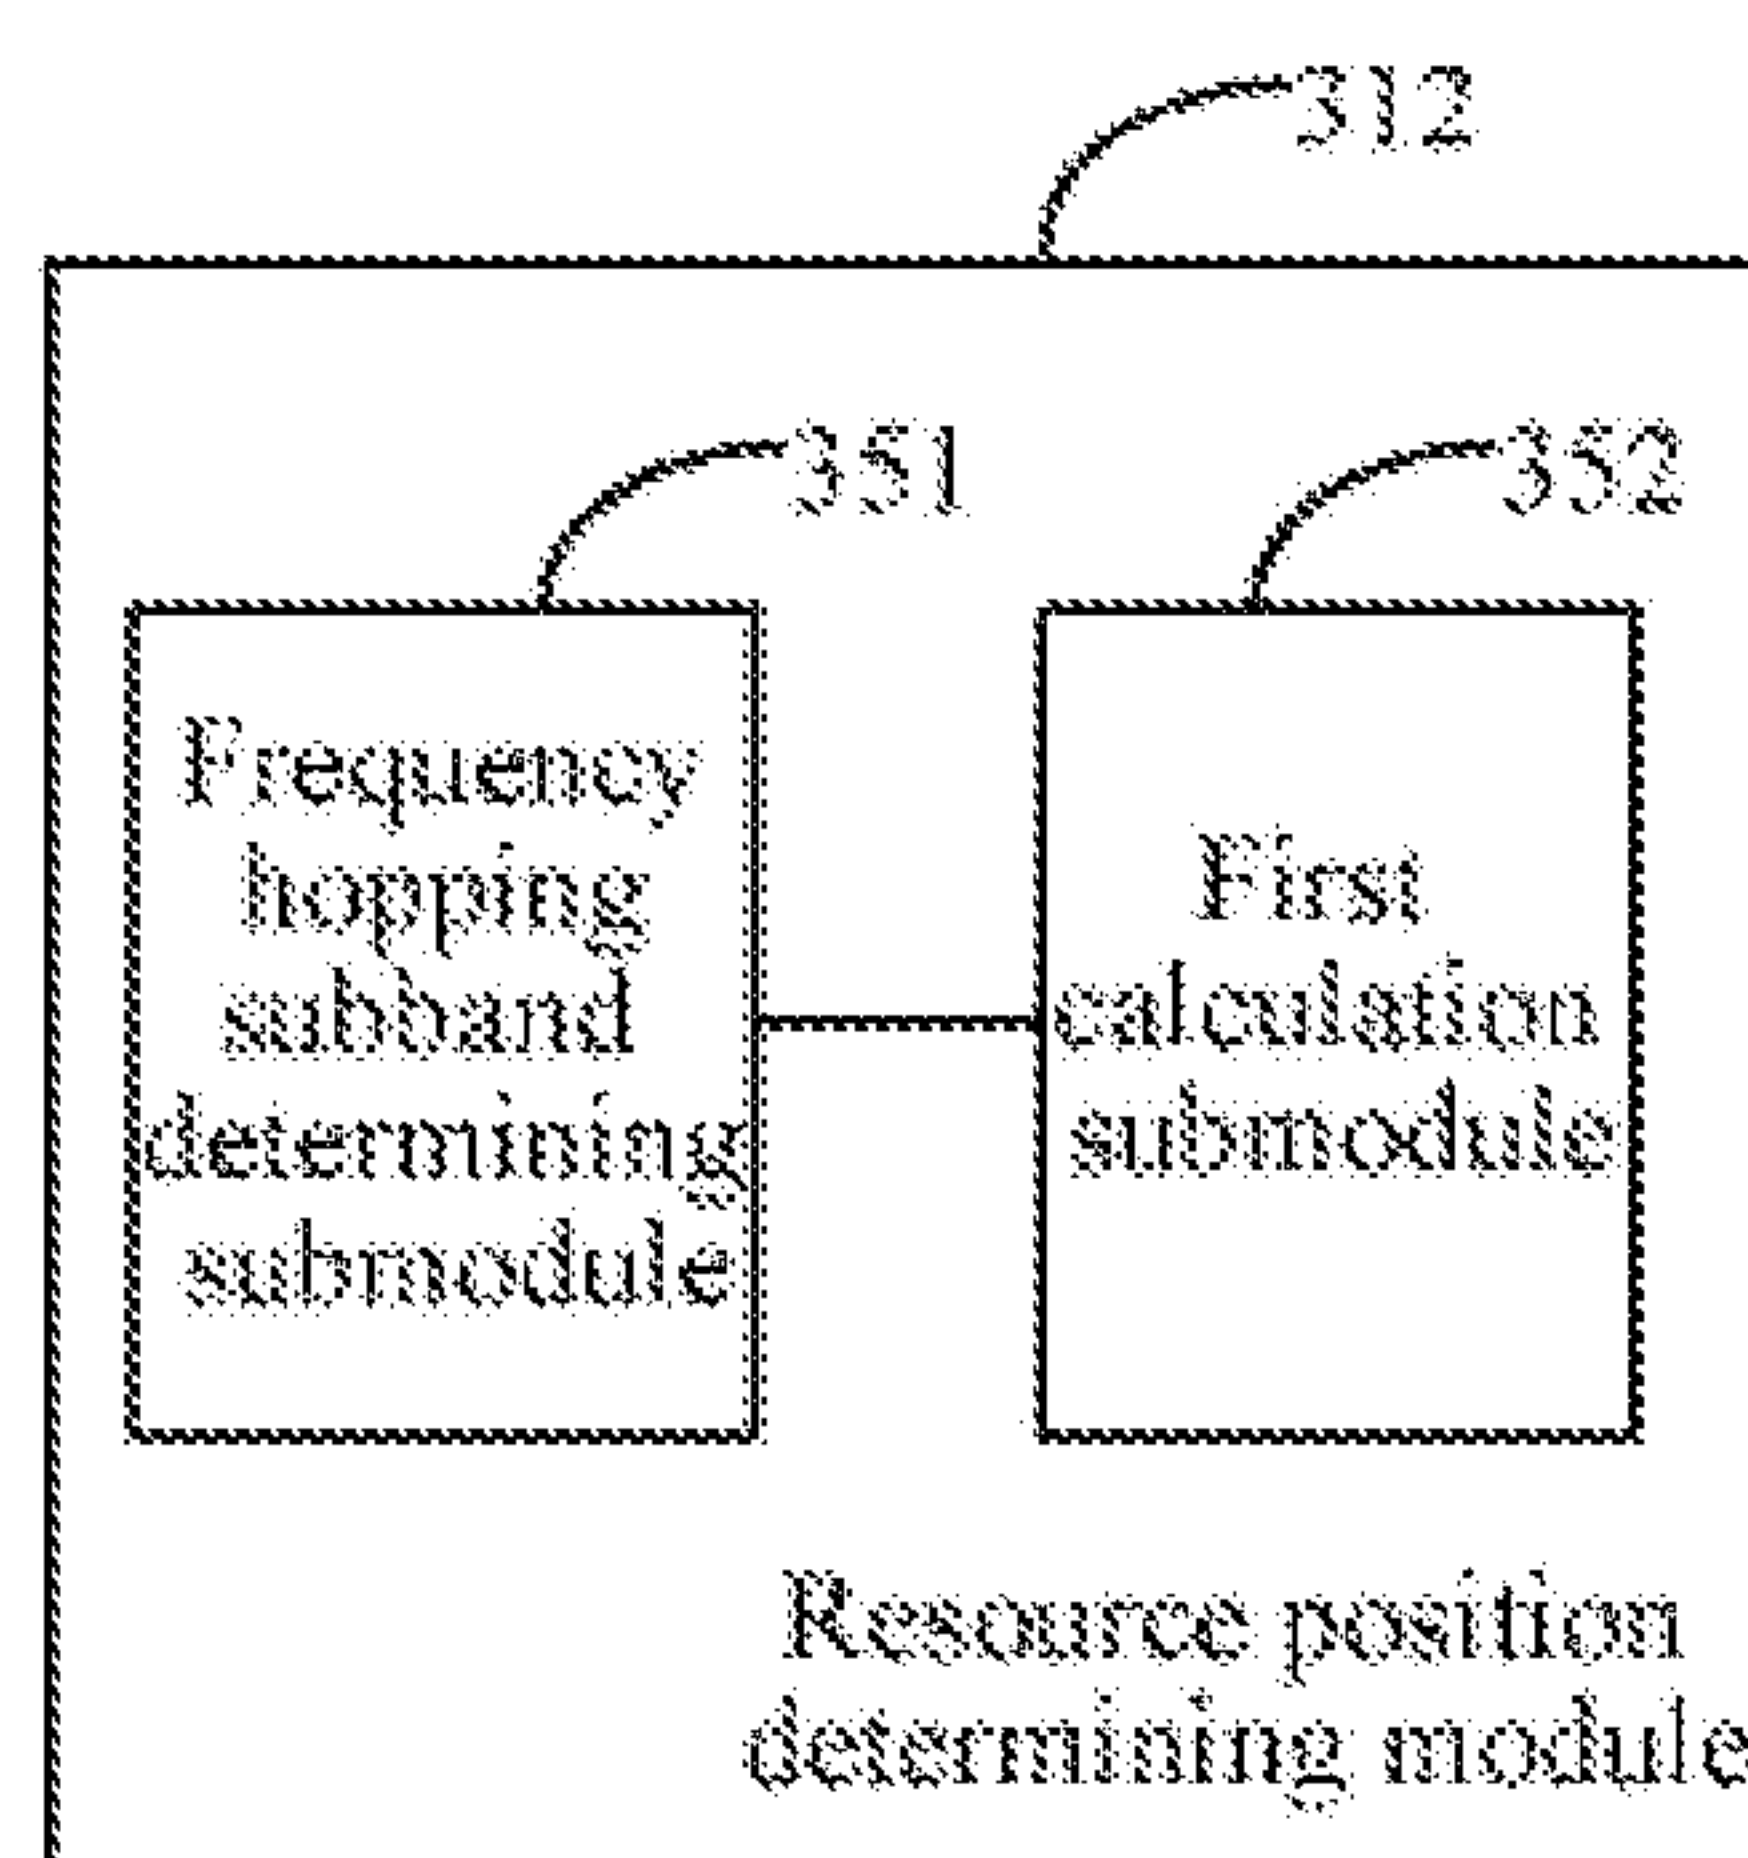 312
351
352
Frequency
hopping
subband
determining
submodule
First
calculation
submodule
Resource position
determining module